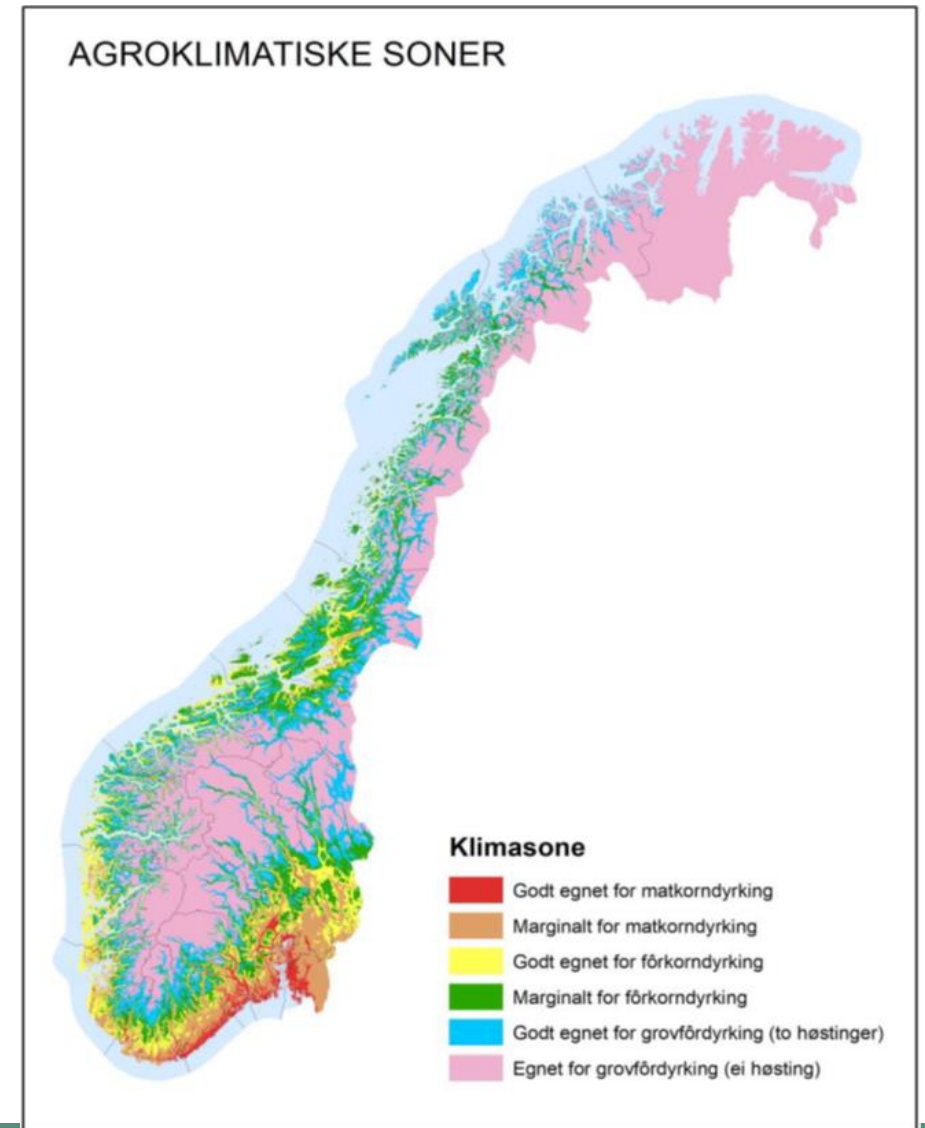 AGROKLIMATISKE SONER
Klimasone
Godt egnet for matkorndyrking
Marginalt for matkorndyrking
Godt egnet for fôrkorndyrking
Marginalt for fôrkorndyrking
Godt egnet for grovfôrdyrking (to høstinger)
Egnet for grovfôrdyrking (ei høsting)